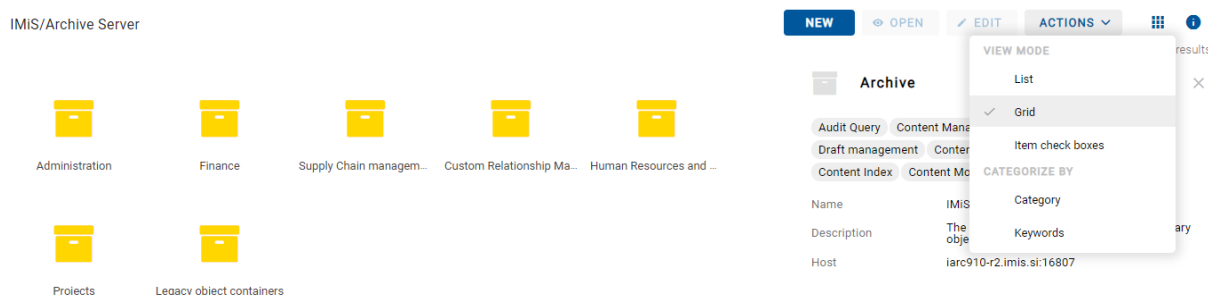 IMiS/Archive Server
NEW
OPEN
EDIT
ACTIONS
results
Administration
Finance
Supply Chain managem...
Custom Relationship Ma...
Human Resources and ...
Projects
Legacy object containers
Archive
Audit Query
Content Mana
Draft management
Conter
Content Index
Content Mo
Name
IMiS
Description
The
ary
obje
Host
iarc910-r2.imis.si:16807
VIEW MODE
List
Grid
Item check boxes
CATEGORIZE BY
Category
Keywords